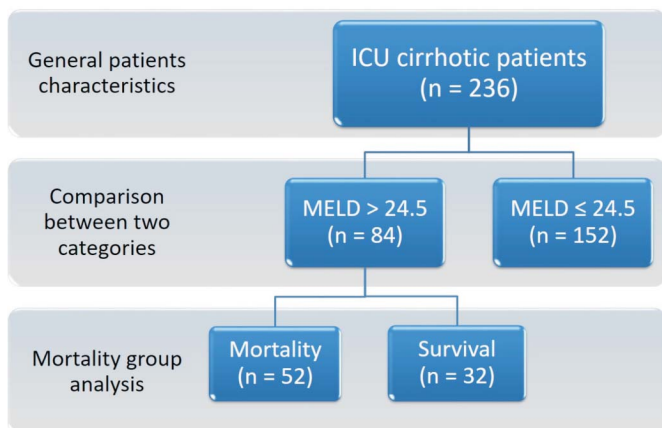 General patients
characteristics
ICU cirrhotic patients
(n = 236)
Comparison
between two
categories
MELD > 24.5
(n = 84)
MELD ≤ 24.5
(n = 152)
Mortality group
analysis
Mortality
(n = 52)
Survival
(n = 32)